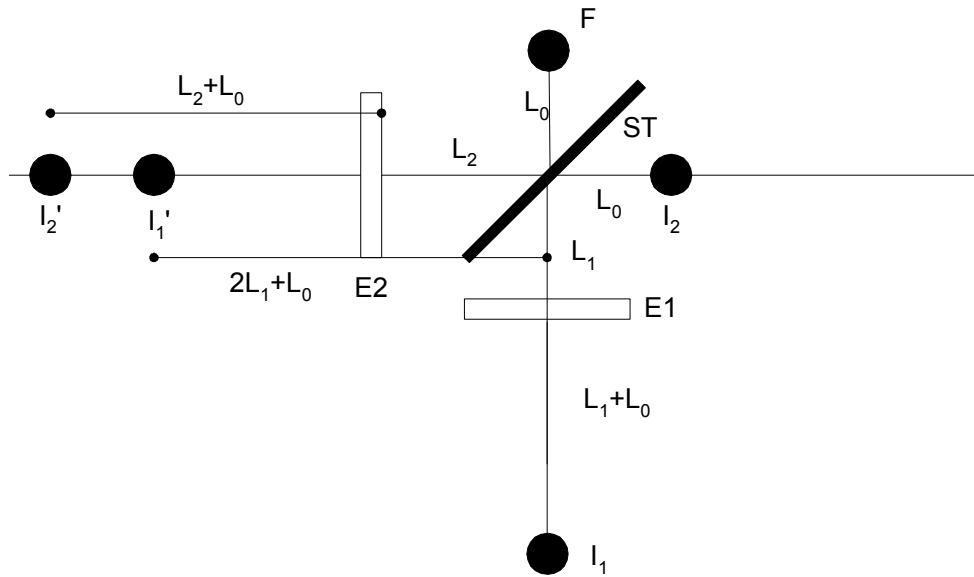 F
L₂+L₀
L₀
ST
L₂
I₂'
I₁'
L₀
I₂
2L₁+L₀
E2
L₁
E1
L₁+L₀
I₁